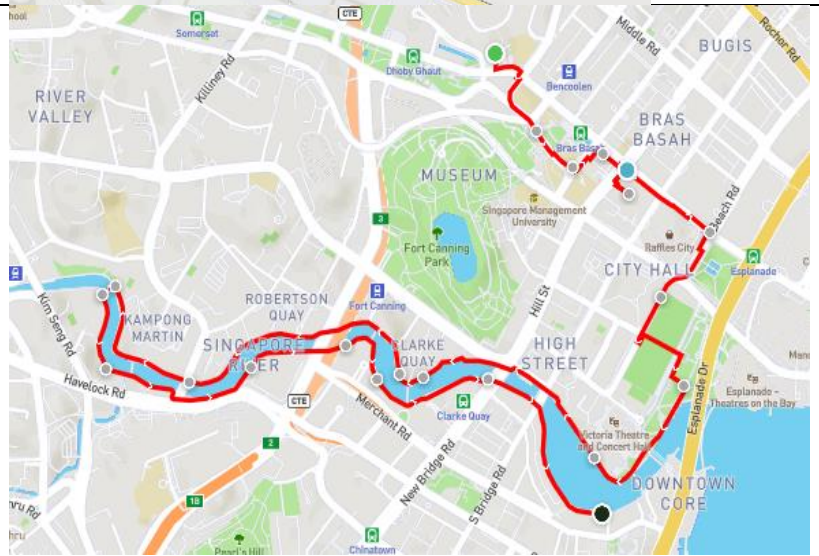 chool
CTE
Somerset
Killiney Rd
Dhoby Ghaut
Middle Rd
BUGIS
Rochor Rd
RIVER
VALLEY
Bencoolen
BRAS
BASAH
Bras Basah
MUSEUM
3
Singapore Management
University
Beach Rd
Fort Canning
Park
Raffles City
CITY HALL
Esplanade
Hill St
Kim Seng Rd
ROBERTSON
QUAY
Fort Canning
KAMPONG
MARTIN
SINGAPORE
RIVER
CLARKE
QUAY
HIGH
STREET
Havelock Rd
CTE
Merchant Rd
Clarke Quay
Esplanade Dr
Esplanade -
Theatres on the Bay
Victoria Theatre
and Concert Hall
2
New Bridge Rd
S Bridge Rd
DOWNTOWN
CORE
1B
hru Rd
Pearl's Hill
Chinatown